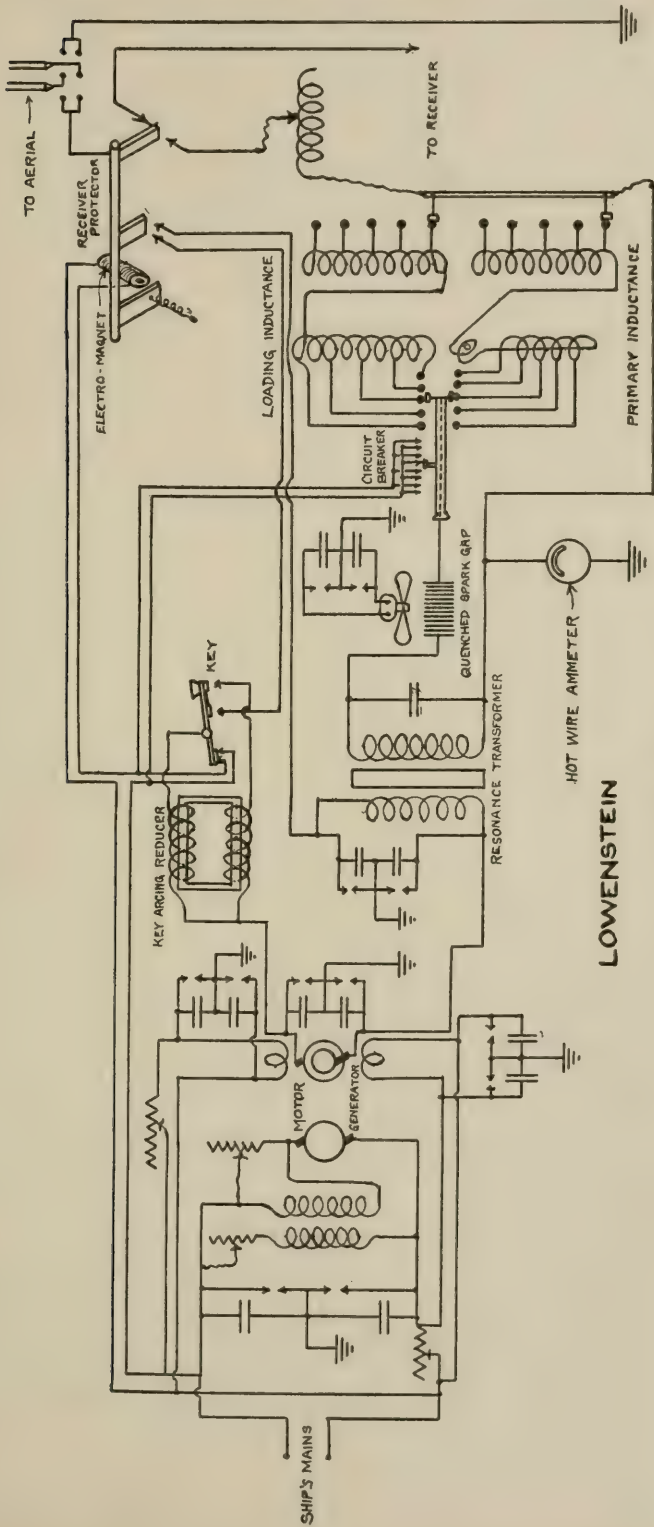 SHIP'S MAINS
MOTOR
GENERATOR
KEY ARCING REDUCER
KEY
RESONANCE TRANSFORMER
QUENCHED SPARK GAP
HOT WIRE AMMETER
CIRCUIT
BREAKER
LOADING INDUCTANCE
PRIMARY INDUCTANCE
ELECTRO-MAGNET
RECEIVER
PROTECTOR
TO AERIAL
TO RECEIVER
LOWENSTEIN